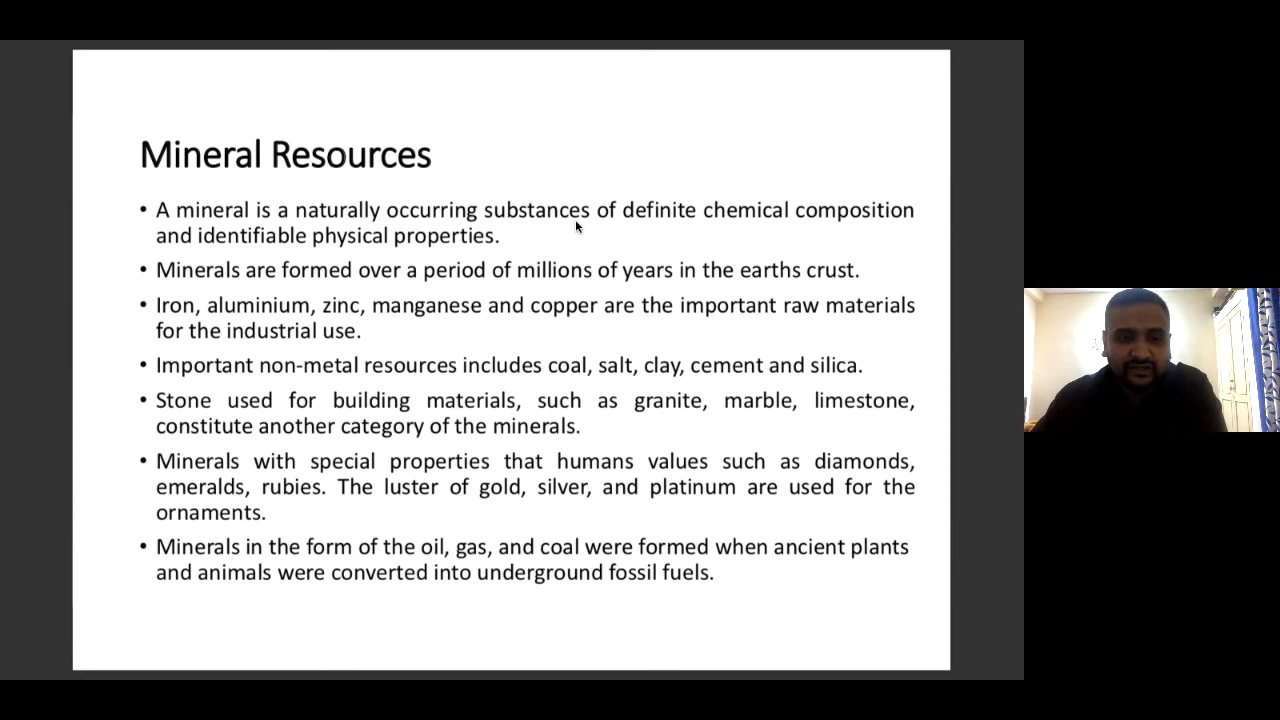 Mineral Resources
• A mineral is a naturally occurring substances of definite chemical composition
and identifiable physical properties.
• Minerals are formed over a period of millions of years in the earths crust.
• Iron, aluminium, zinc, manganese and copper are the important raw materials
for the industrial use.
• Important non-metal resources includes coal, salt, clay, cement and silica.
• Stone used for building materials, such as granite, marble, limestone,
constitute another category of the minerals.
• Minerals with special properties that humans values such as diamonds,
emeralds, rubies. The luster of gold, silver, and platinum are used for the
ornaments.
• Minerals in the form of the oil, gas, and coal were formed when ancient plants
and animals were converted into underground fossil fuels.